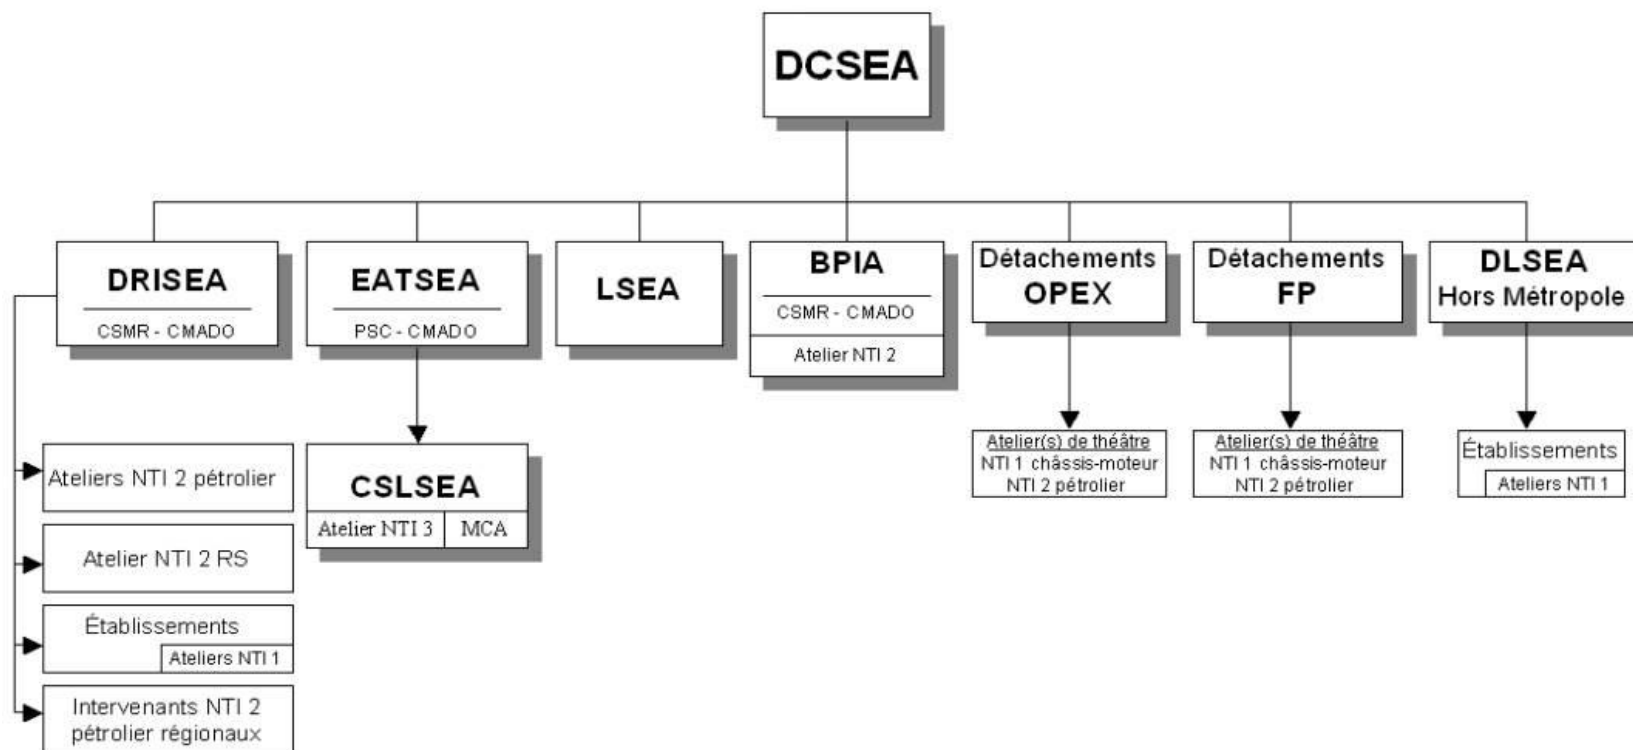 DCSEA
DRISEA
CSMR - CMADO
EATSEA
PSC - CMADO
LSEA
BPIA
CSMR - CMADO
Atelier NTI 2
Détachements
OPEX
Détachements
FP
DLSEA
Hors Métropole
Ateliers NTI 2 pétrolier
Atelier NTI 2 RS
Établissements
Ateliers NTI 1
Intervenants NTI 2
pétrolier régionaux
CSLSEA
Atelier NTI 3
MCA
Atelier(s) de théâtre
NTI 1 châssis-moteur
NTI 2 pétrolier
Atelier(s) de théâtre
NTI 1 châssis-moteur
NTI 2 pétrolier
Établissements
Ateliers NTI 1